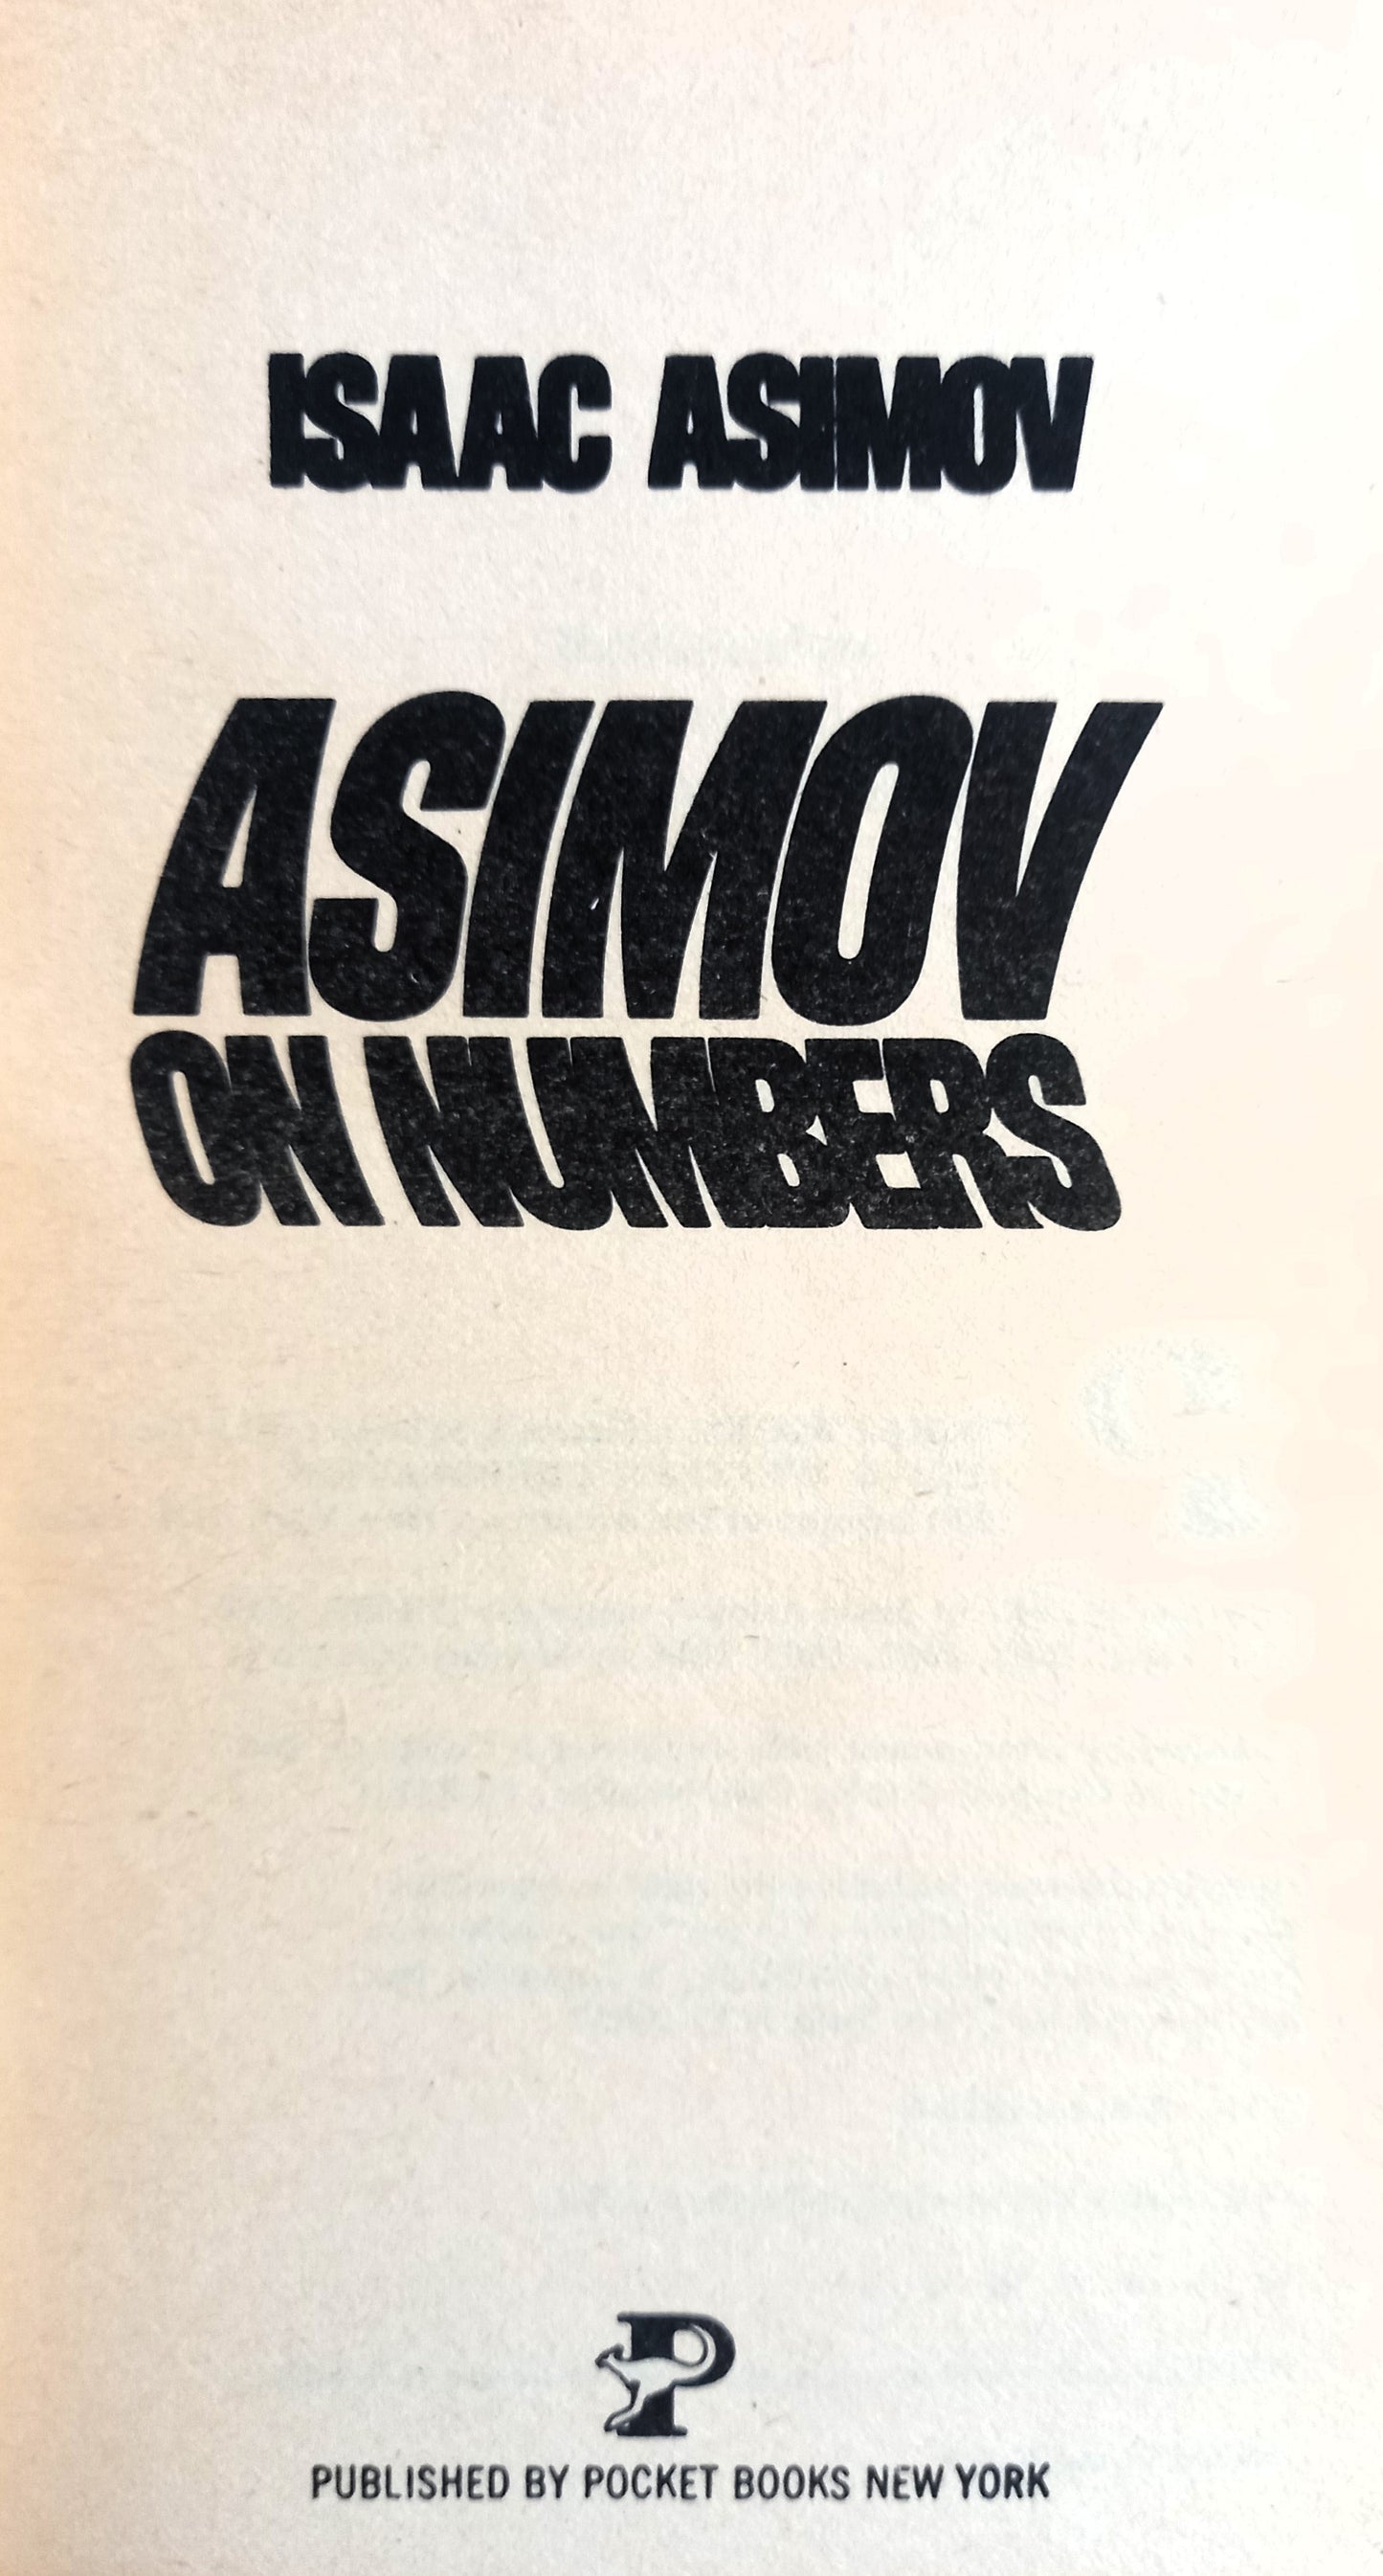 ISAAC ASIMOV
ASIMOV
ON NUMBERS
P
PUBLISHED BY POCKET BOOKS NEW YORK